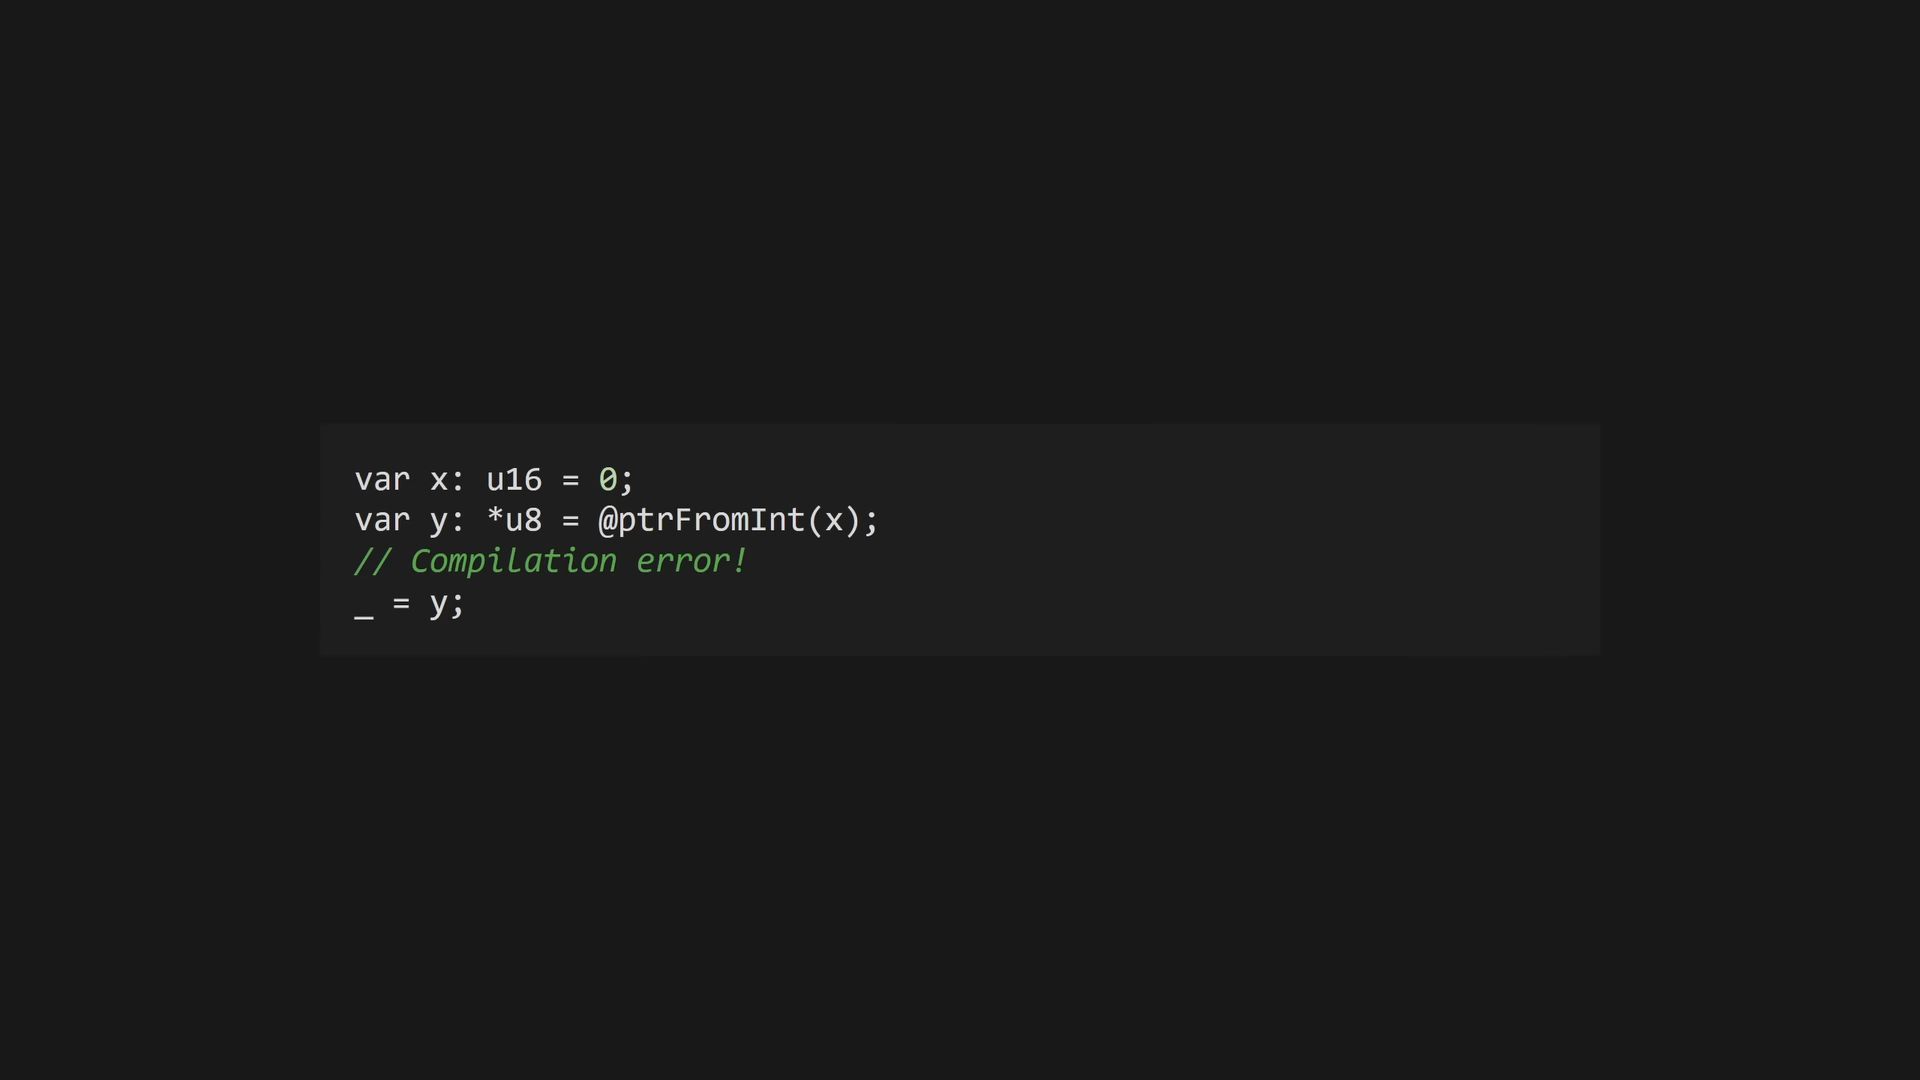 var x: u16 = 0;
var y: *u8 = @ptrFromInt(x);
// Compilation error!
_ = y;